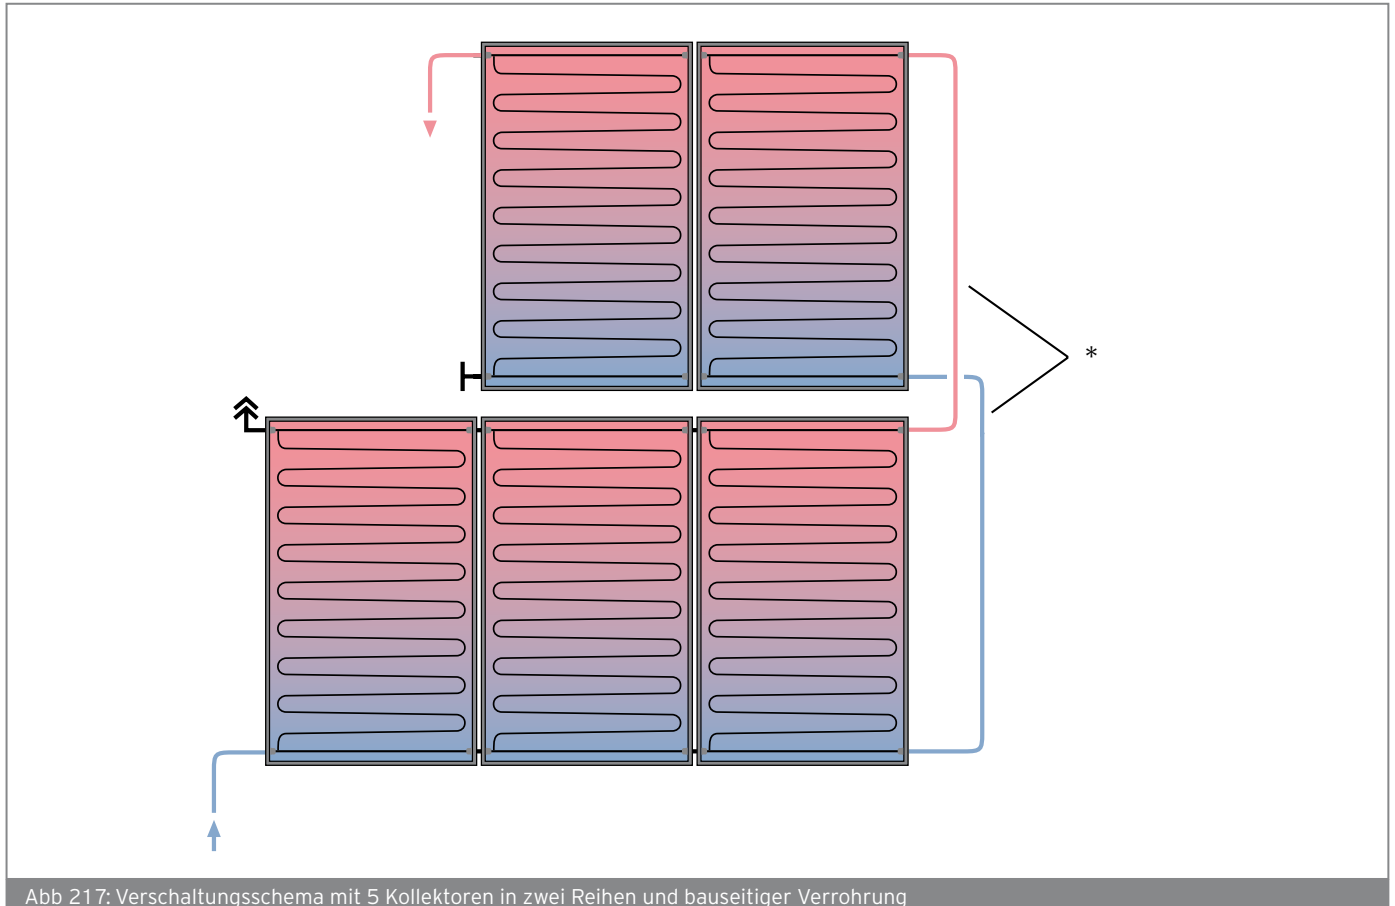 *
Abb 217: Verschaltungsschema mit 5 Kollektoren in zwei Reihen und bauseitiger Verrohrung